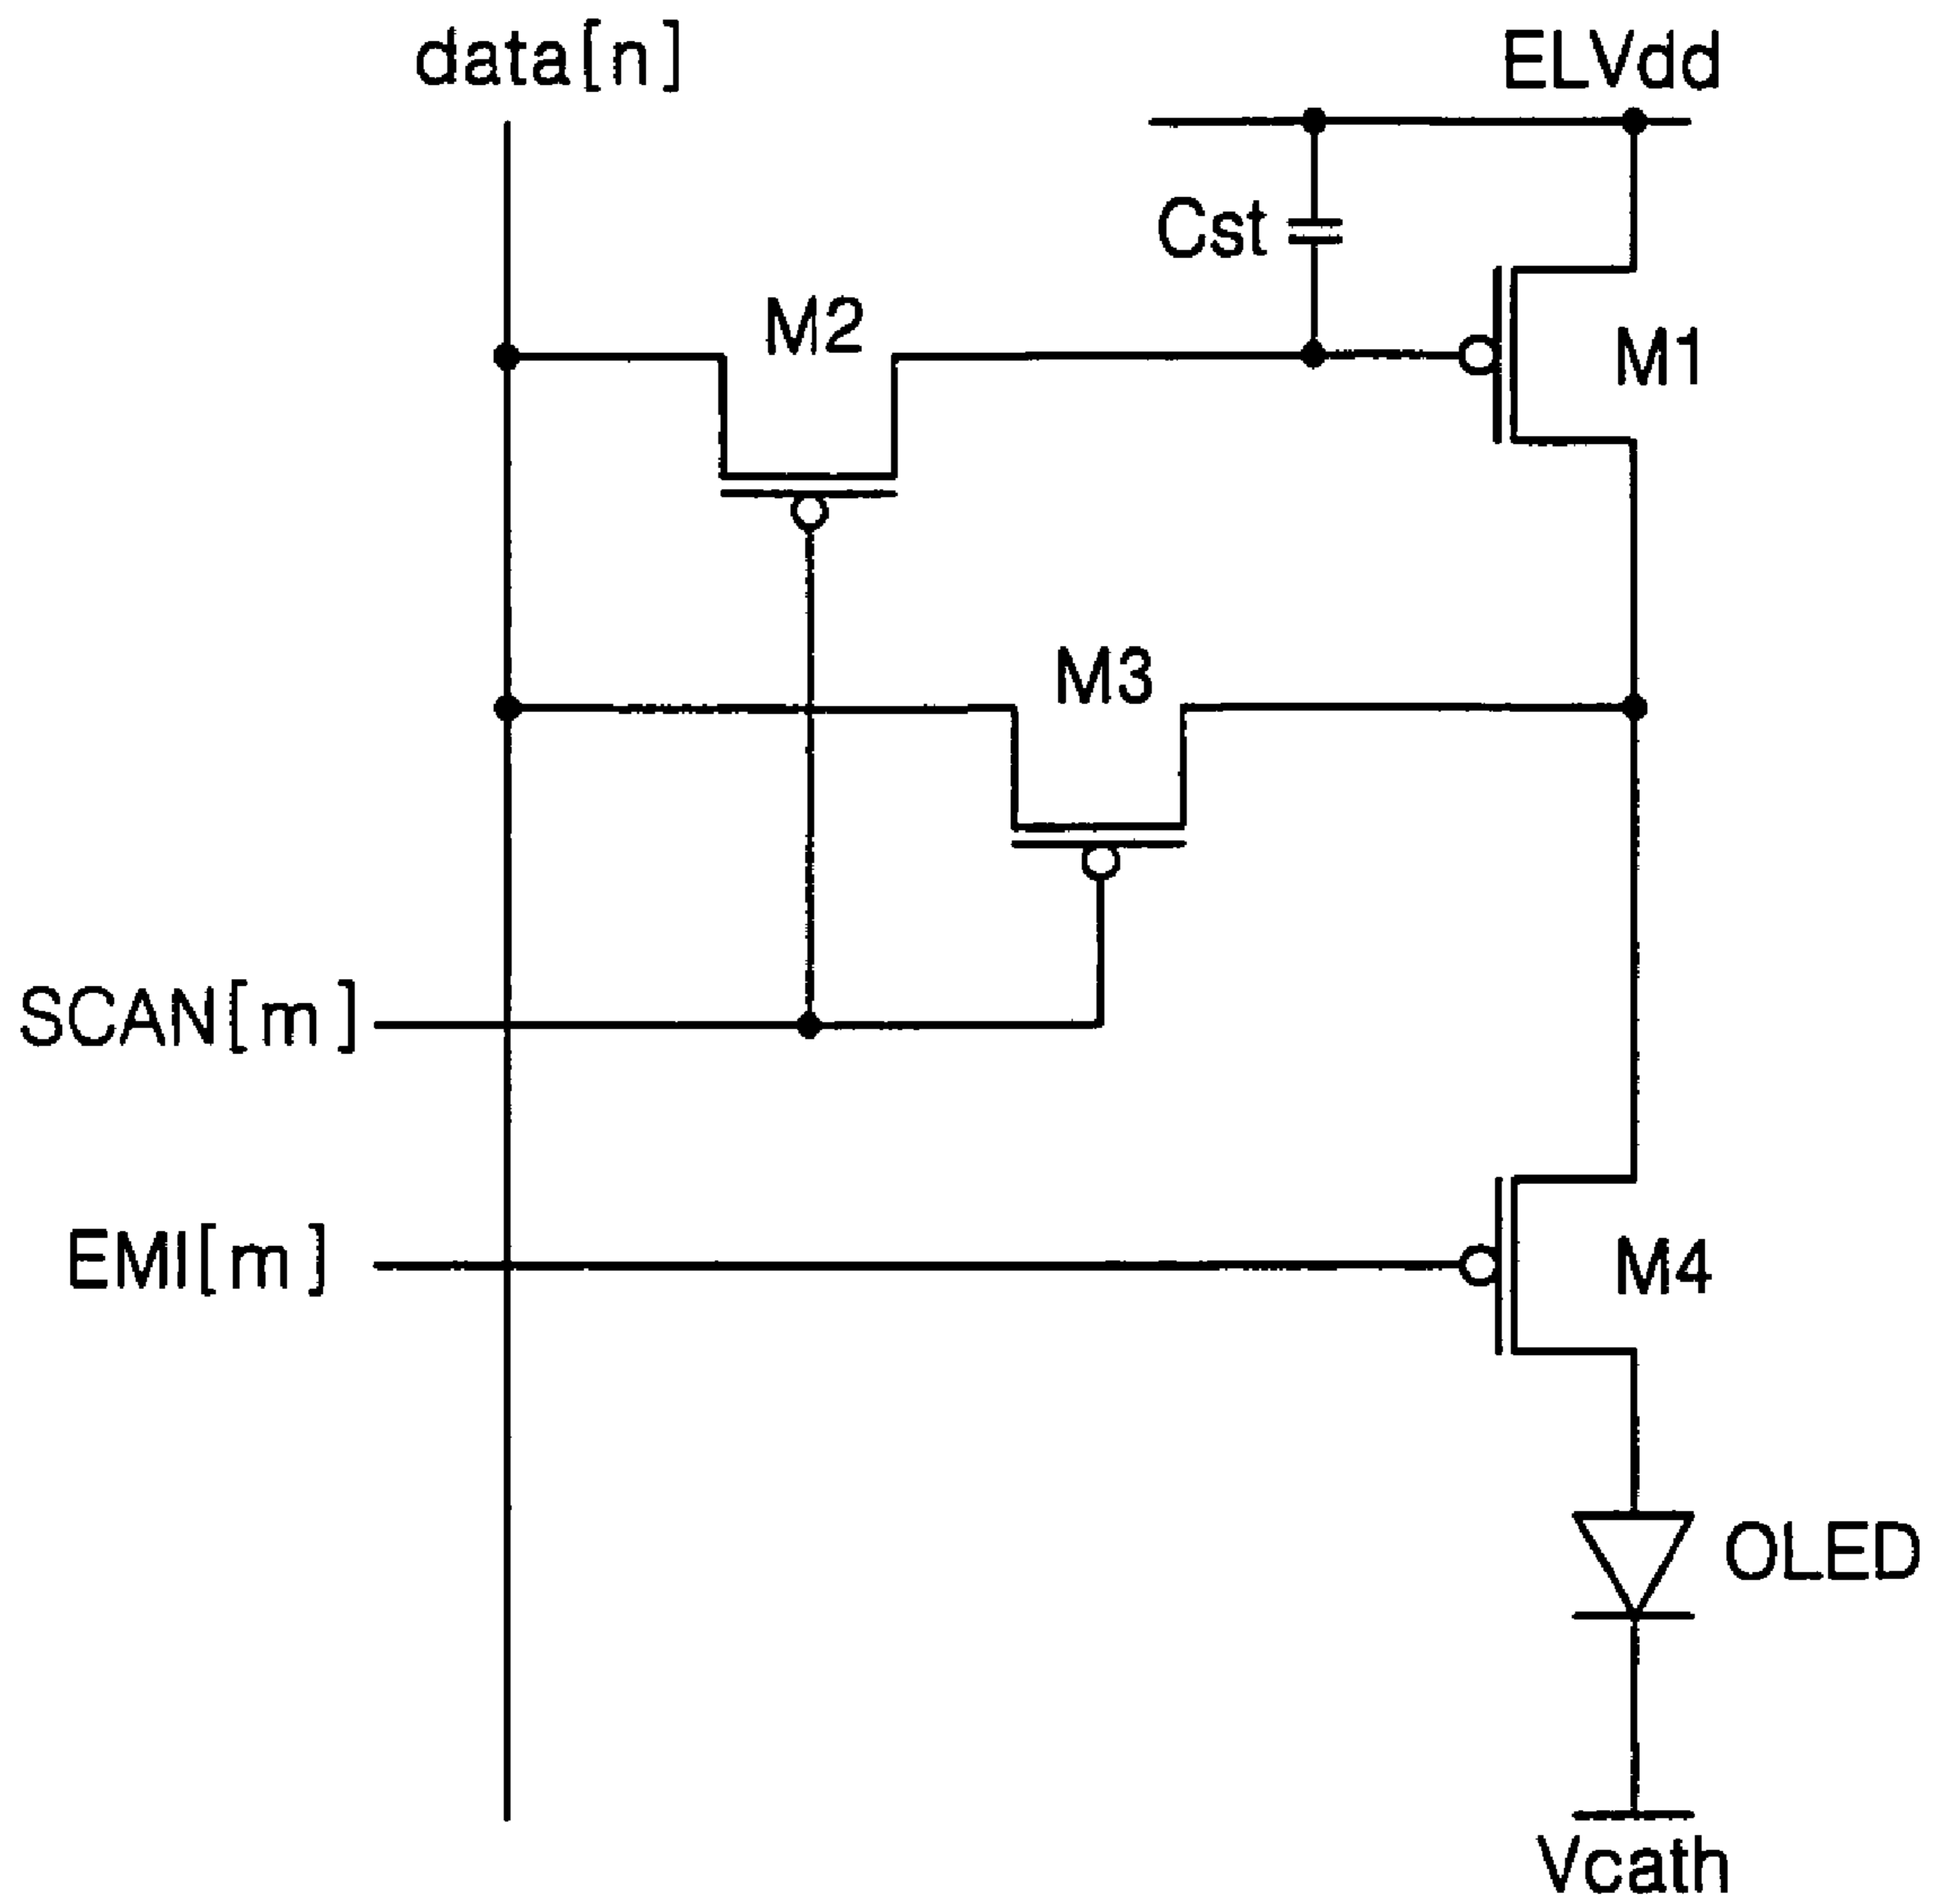 data[n]
ELVdd
Cst
M2
M1
M3
SCAN[m]
EMI[m]
M4
OLED
Vcath